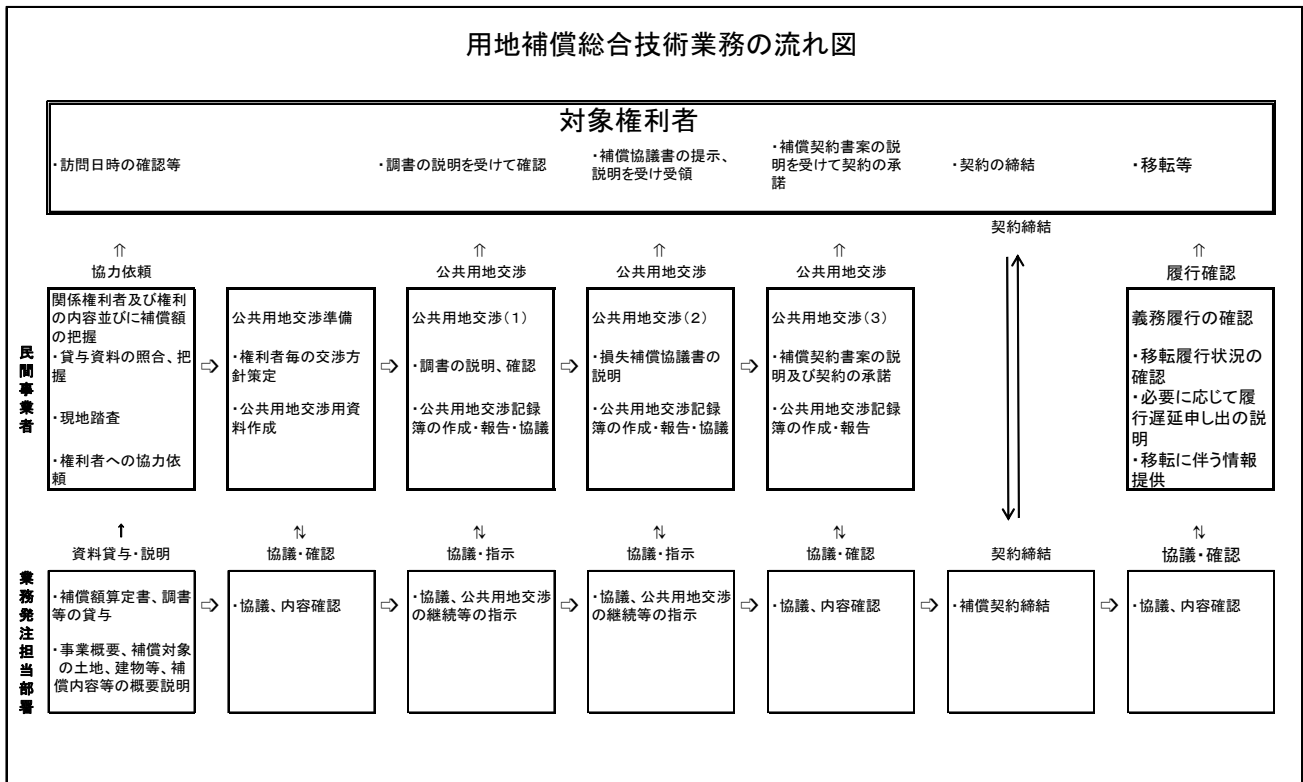 用地補償総合技術業務の流れ図
対象権利者
・訪問日時の確認等
・調書の説明を受けて確認
・補償協議書の提示、
説明を受け受領
・補償契約書案の説
明を受けて契約の承
諾
・契約の締結
・移転等
⇑
協力依頼
⇑
公共用地交渉
⇑
公共用地交渉
⇑
公共用地交渉
契約締結
⇑
履行確認
民間事業者
関係権利者及び権利
の内容並びに補償額
の把握
・貸与資料の照合、把
握
・現地踏査
・権利者への協力依
頼
⇨
公共用地交渉準備
・権利者毎の交渉方
針策定
・公共用地交渉用資
料作成
⇨
公共用地交渉(1)
・調書の説明、確認
・公共用地交渉記録
簿の作成・報告・協議
⇨
公共用地交渉(2)
・損失補償協議書の
説明
・公共用地交渉記録
簿の作成・報告・協議
⇨
公共用地交渉(3)
・補償契約書案の説
明及び契約の承諾
・公共用地交渉記録
簿の作成・報告
義務履行の確認
・移転履行状況の
確認
・必要に応じて履
行遅延申し出の説
明
・移転に伴う情報
提供
↑
資料貸与・説明
⇅
協議・確認
⇅
協議・指示
⇅
協議・指示
⇅
協議・確認
契約締結
⇅
協議・確認
業務発注担当部署
・補償額算定書、調書
等の貸与
・事業概要、補償対象
の土地、建物等、補
償内容等の概要説明
⇨
・協議、内容確認
⇨
・協議、公共用地交渉
の継続等の指示
⇨
・協議、公共用地交渉
の継続等の指示
⇨
・協議、内容確認
⇨
・補償契約締結
⇨
・協議、内容確認